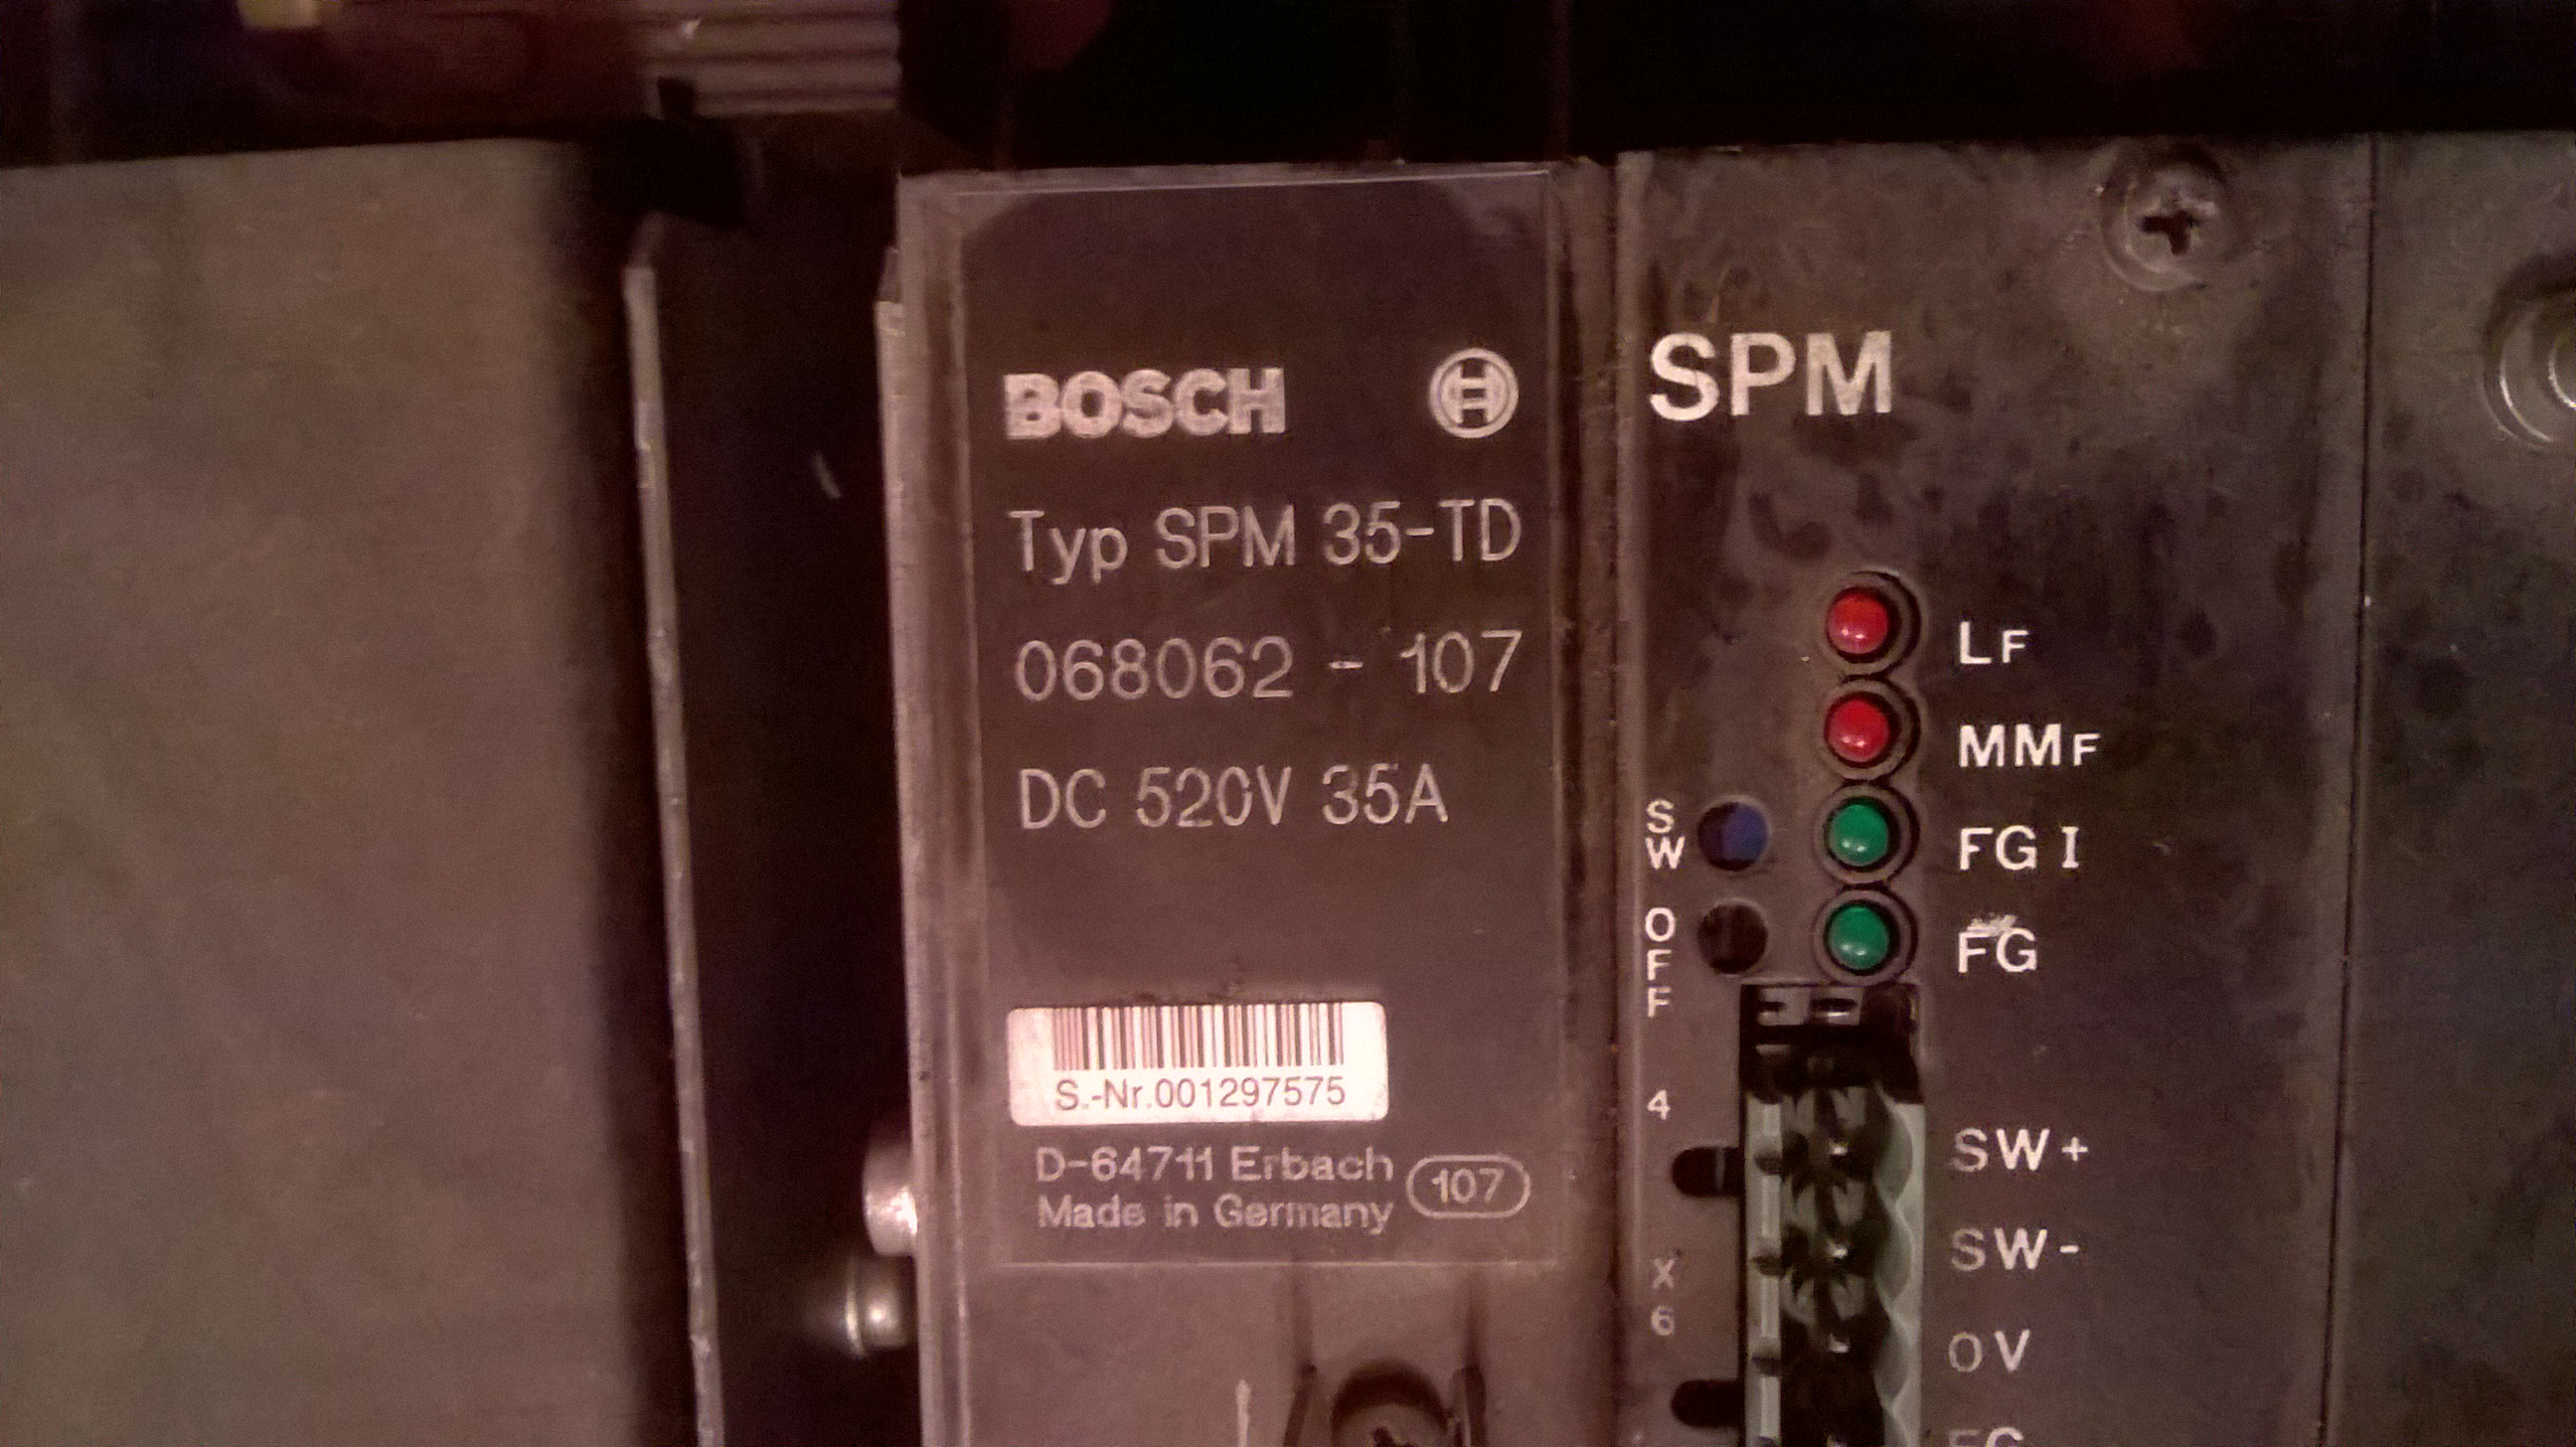 BOSCH
Typ SPM 35-TD
068062 - 107
DC 520V 35A
S.-Nr.001297575
D-64711 Erbach
Made in Germany
107
SPM
LF
MMF
SW
FG I
OFF
FG
4
SW+
X6
SW-
0V
FG